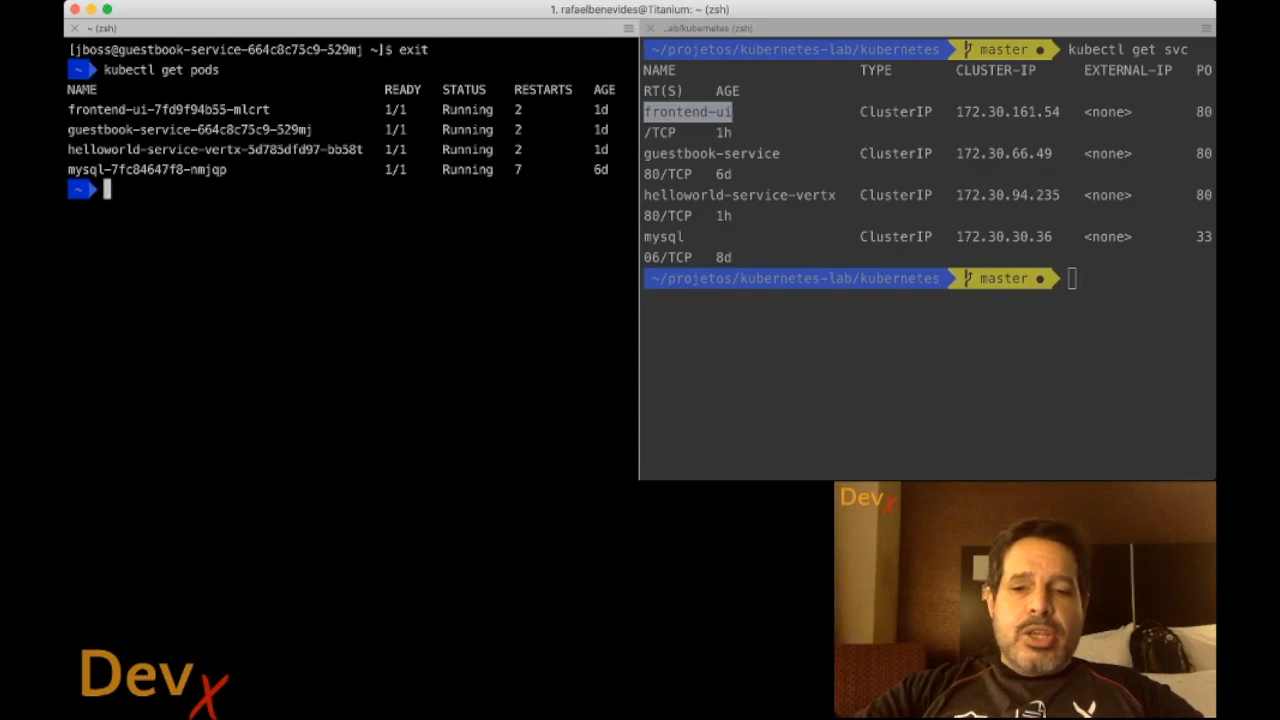 1. rafaelbenevides@Titanium: ~ (zsh)
~ (zsh)
[jboss@guestbook-service-664c8c75c9-529mj ~]$ exit
~ kubectl get pods
NAME READY STATUS RESTARTS AGE
frontend-ui-7fd9f94b55-mlcrt 1/1 Running 2 1d
guestbook-service-664c8c75c9-529mj 1/1 Running 2 1d
helloworld-service-vertx-5d785dfd97-bb58t 1/1 Running 2 1d
mysql-7fc84647f8-nmjqp 1/1 Running 7 6d
~
..ab/kubernetes (zsh)
~/projetos/kubernetes-lab/kubernetes master ● kubectl get svc
NAME TYPE CLUSTER-IP EXTERNAL-IP PO
RT(S) AGE
frontend-ui ClusterIP 172.30.161.54 <none> 80
/TCP 1h
guestbook-service ClusterIP 172.30.66.49 <none> 80
80/TCP 6d
helloworld-service-vertx ClusterIP 172.30.94.235 <none> 80
80/TCP 1h
mysql ClusterIP 172.30.30.36 <none> 33
06/TCP 8d
~/projetos/kubernetes-lab/kubernetes master ●
Devx
Devx